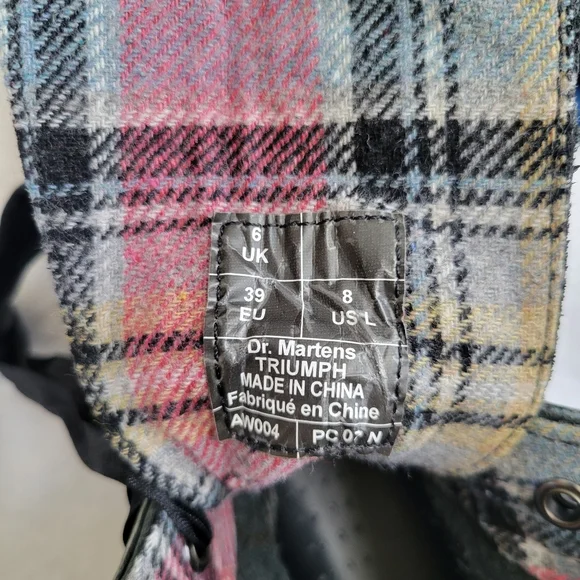 6
UK
39
EU
8
US L
Dr. Martens
TRIUMPH
MADE IN CHINA
Fabriqué en Chine
AW004